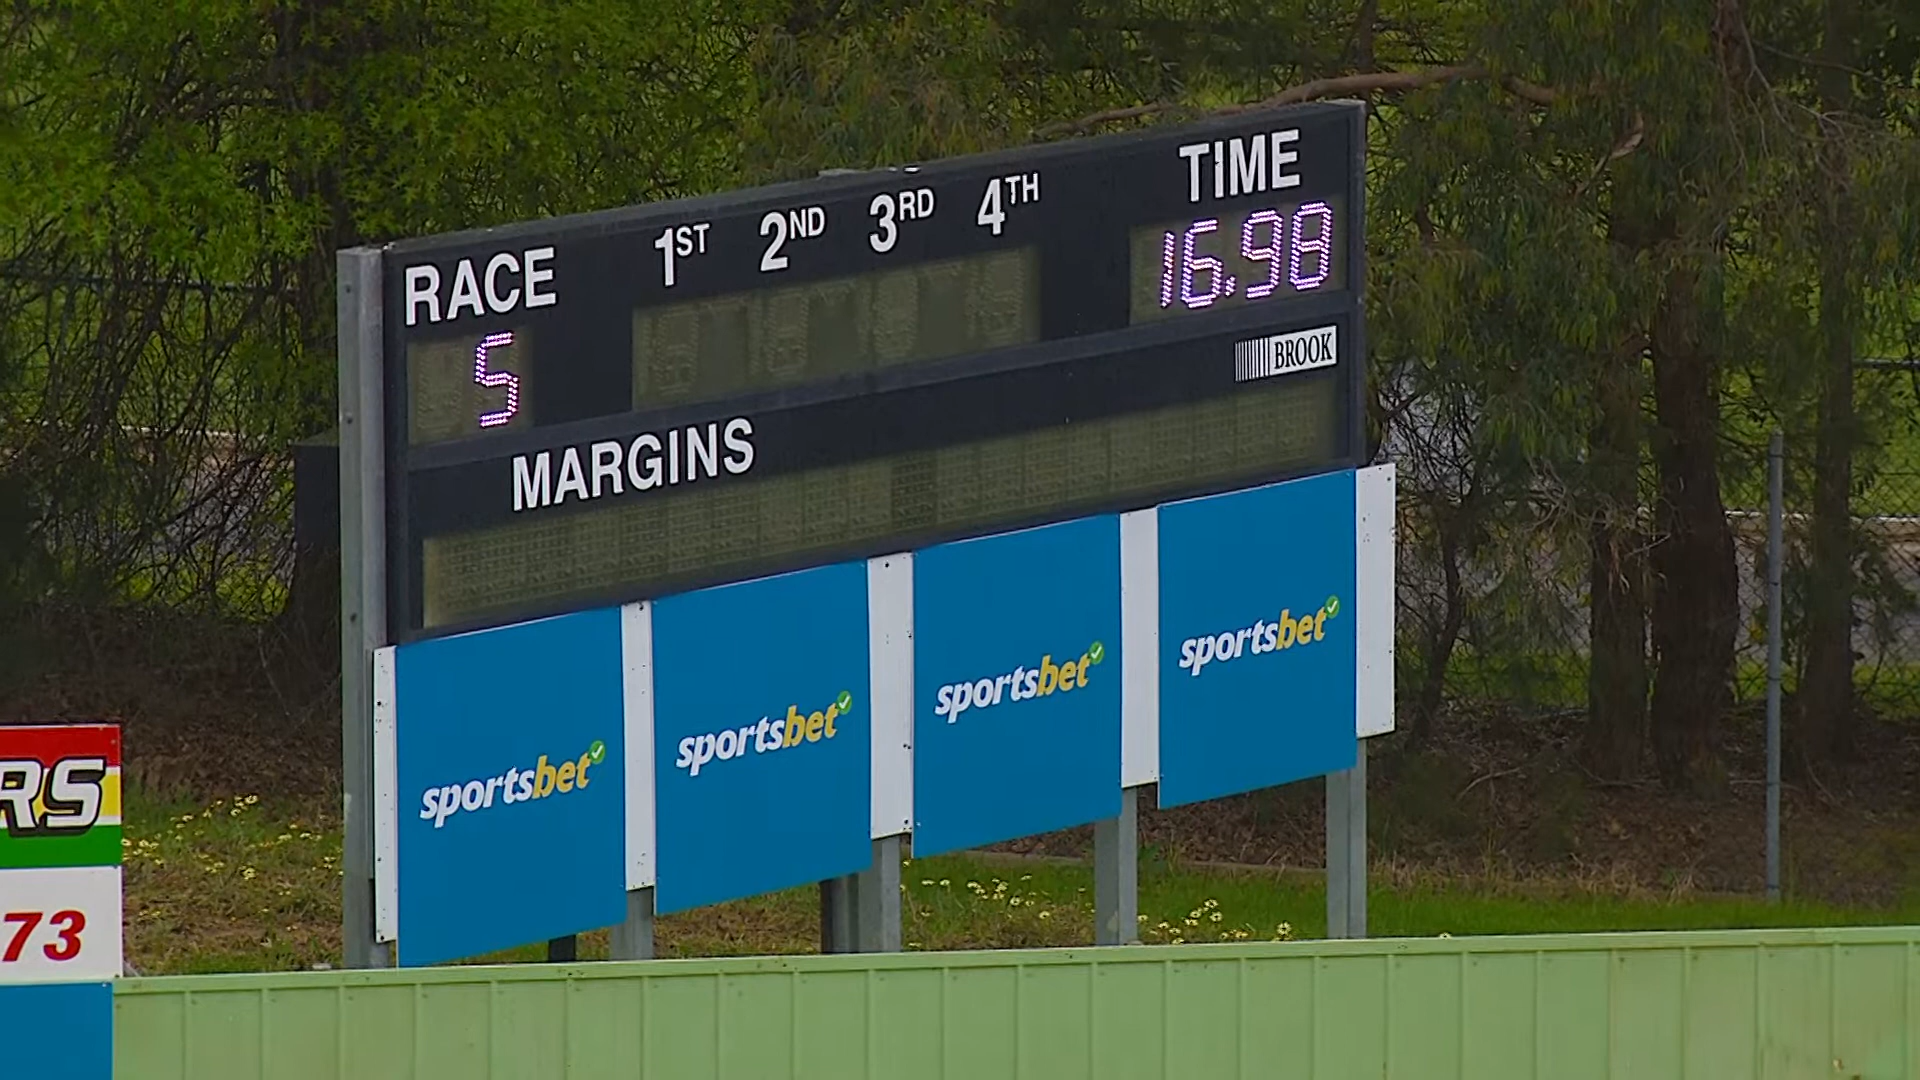 RACE 1ST 2ND 3RD 4TH TIME
5 16.98
BROOK
MARGINS
sportsbet sportsbet sportsbet sportsbet
RS
73